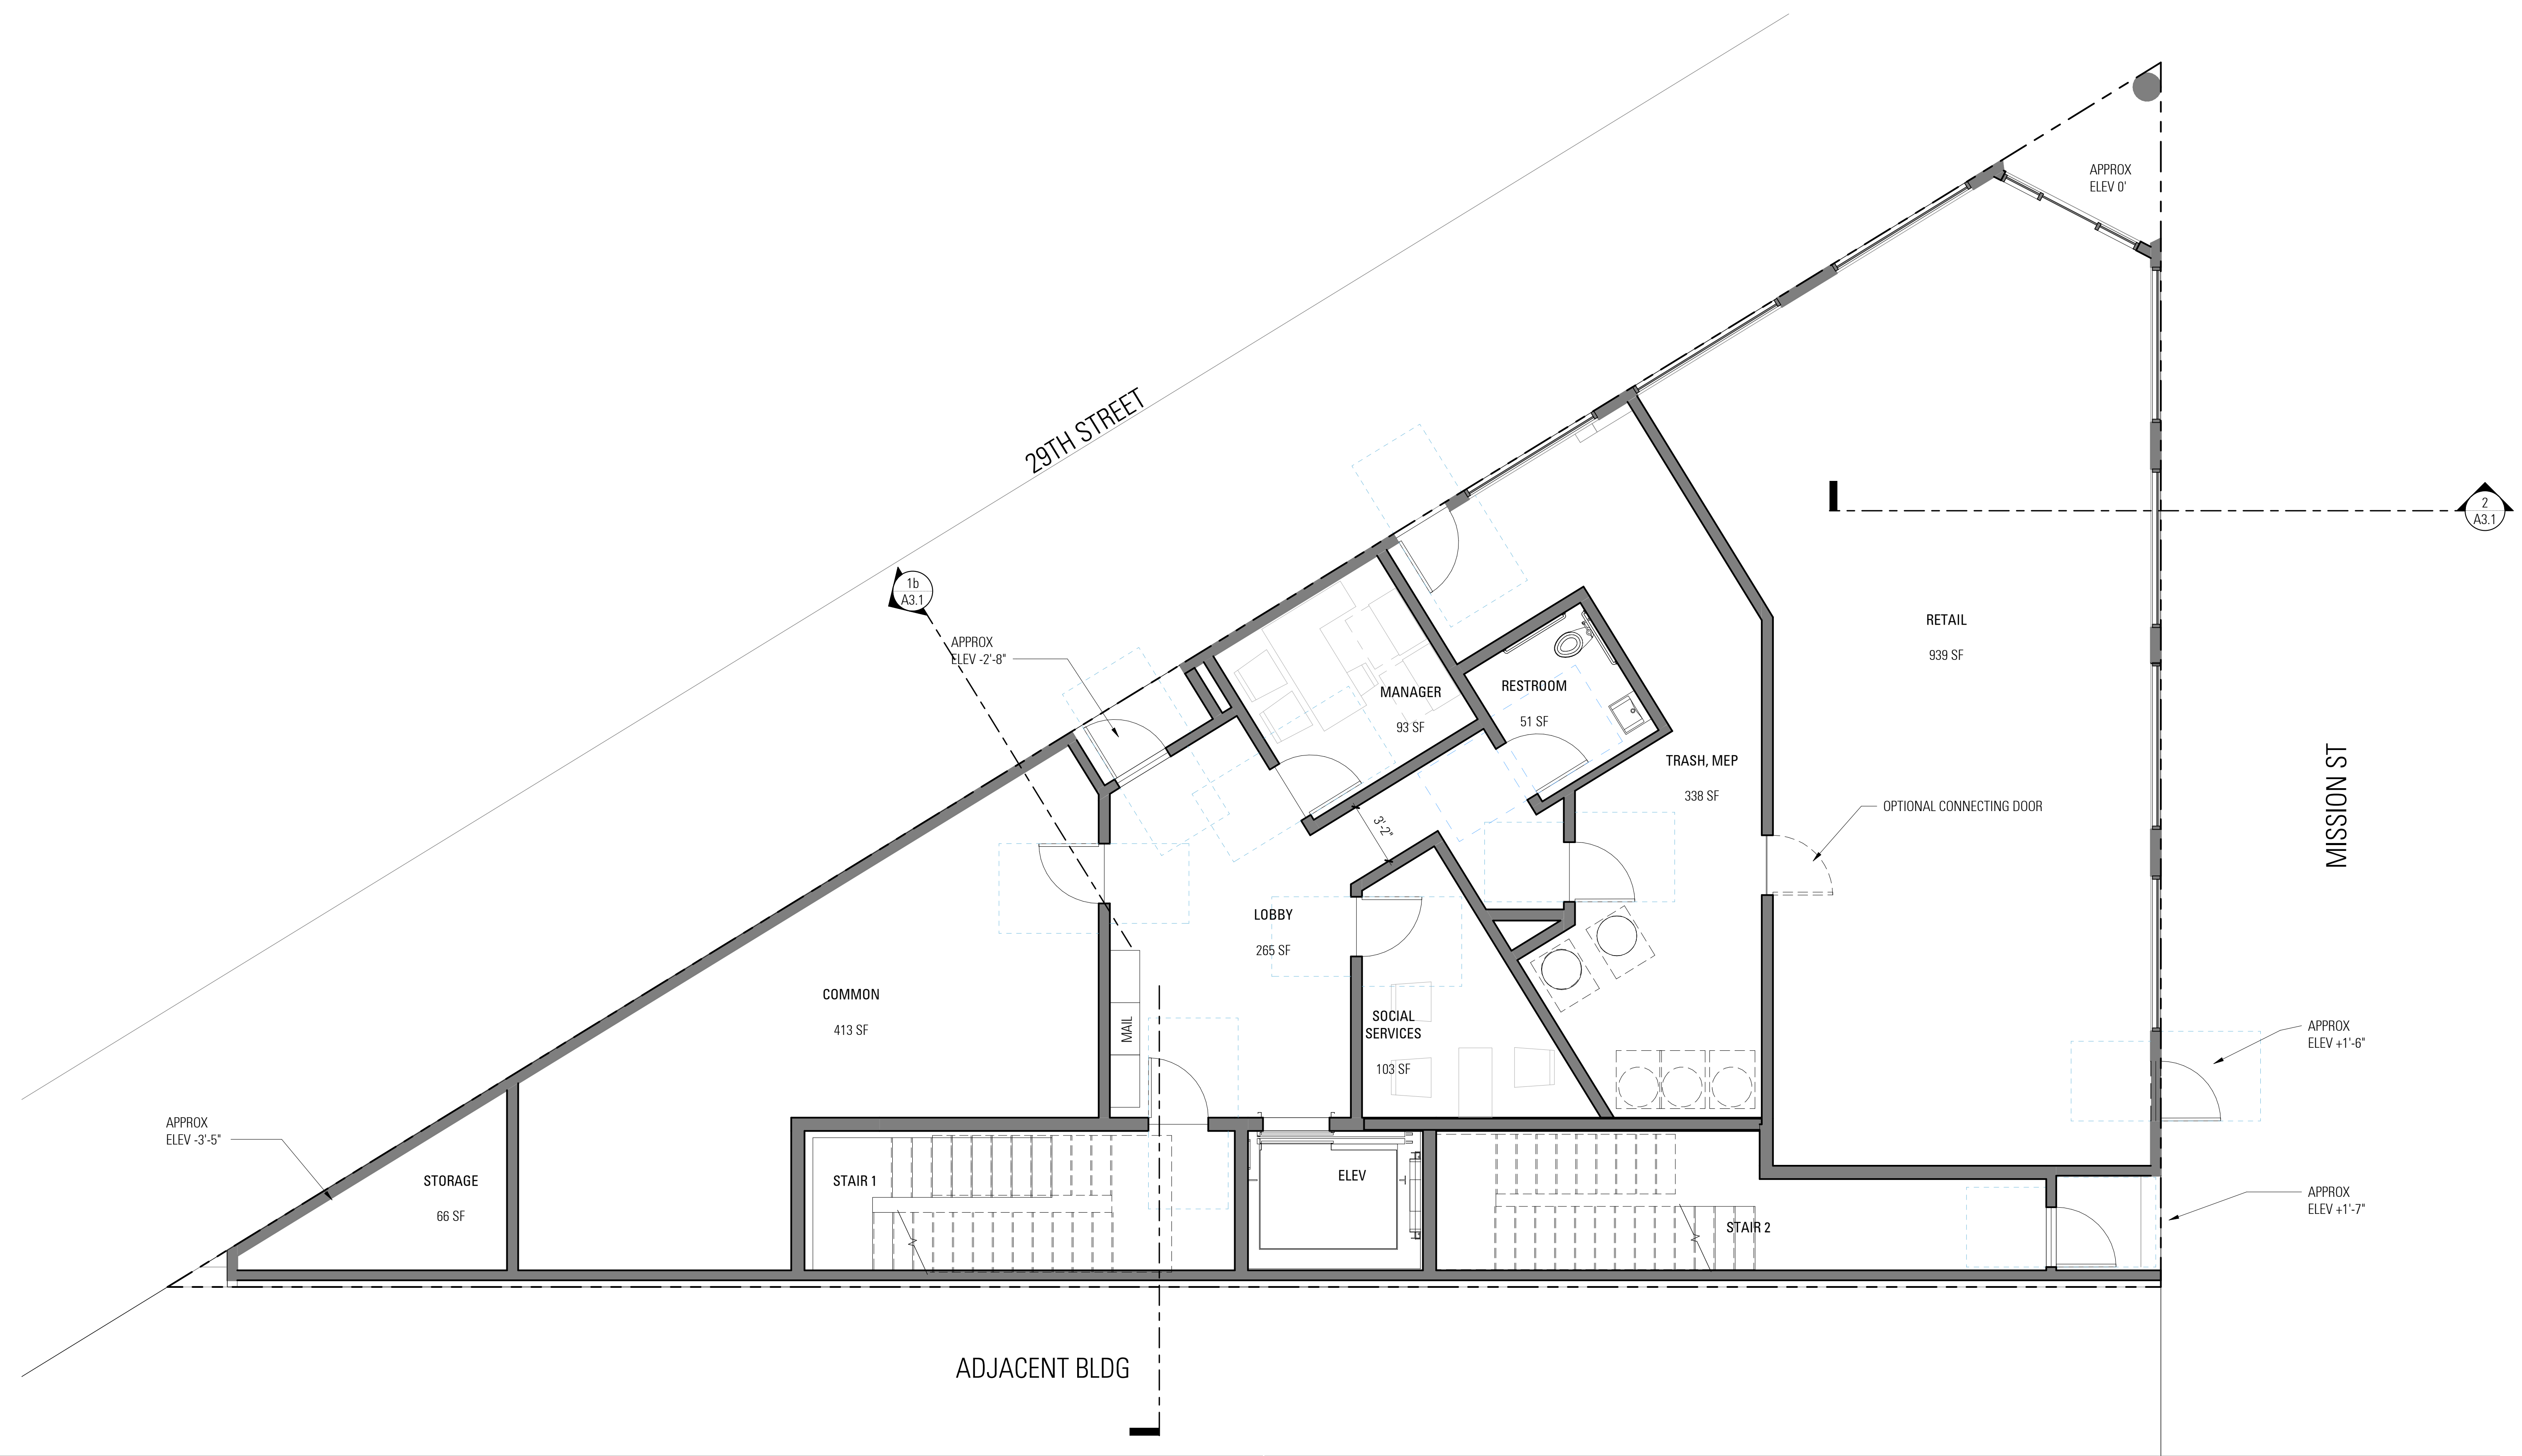 APPROX
ELEV 0'
29TH STREET
2
A3.1
1b
A3.1
APPROX
ELEV -2'-8"
RETAIL
939 SF
MANAGER
93 SF
RESTROOM
51 SF
TRASH, MEP
338 SF
OPTIONAL CONNECTING DOOR
MISSION ST
3'-2"
LOBBY
265 SF
COMMON
413 SF
MAIL
SOCIAL
SERVICES
103 SF
APPROX
ELEV +1'-6"
APPROX
ELEV -3'-5"
STORAGE
66 SF
STAIR 1
ELEV
STAIR 2
APPROX
ELEV +1'-7"
ADJACENT BLDG